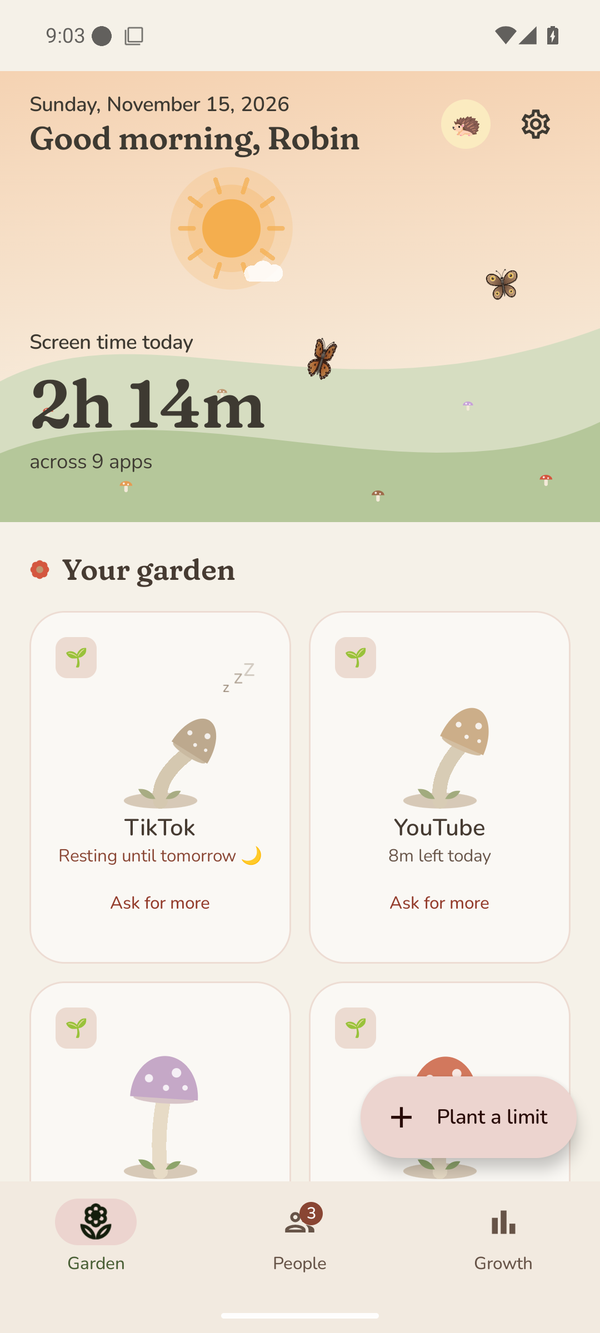 9:03
Sunday, November 15, 2026
Good morning, Robin
Screen time today
2h 14m
across 9 apps
Your garden
z z Z
TikTok
Resting until tomorrow 🌙
Ask for more
YouTube
8m left today
Ask for more
Plant a limit
Garden
3
People
Growth